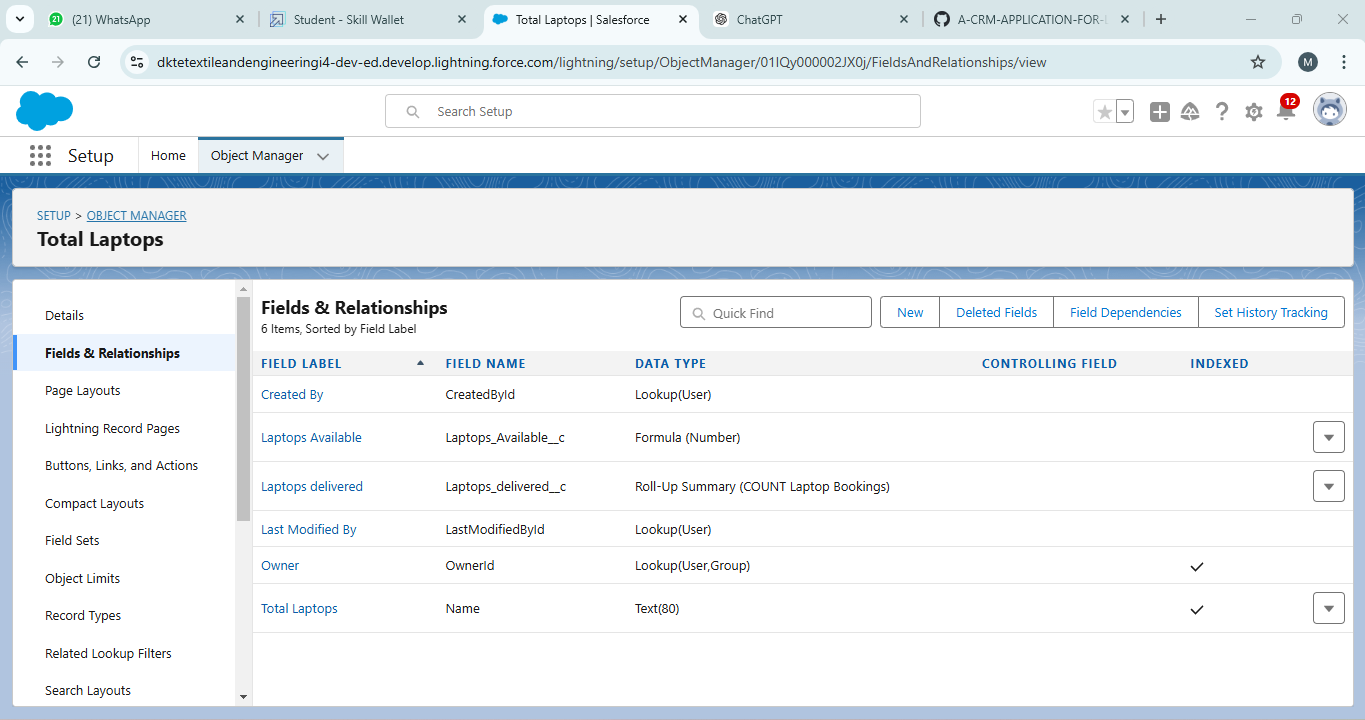 (21) WhatsApp
Student - Skill Wallet
Total Laptops | Salesforce
ChatGPT
A-CRM-APPLICATION-FOR-
dktetextileandengineeringi4-dev-ed.develop.lightning.force.com/lightning/setup/ObjectManager/01IQy000002JX0j/FieldsAndRelationships/view
M
Search Setup
12
Setup
Home
Object Manager
SETUP > OBJECT MANAGER
Total Laptops
Details
Fields & Relationships
Page Layouts
Lightning Record Pages
Buttons, Links, and Actions
Compact Layouts
Field Sets
Object Limits
Record Types
Related Lookup Filters
Search Layouts
Fields & Relationships
6 Items, Sorted by Field Label
Quick Find
New
Deleted Fields
Field Dependencies
Set History Tracking
FIELD LABEL FIELD NAME DATA TYPE CONTROLLING FIELD INDEXED
Created By CreatedById Lookup(User)
Laptops Available Laptops_Available__c Formula (Number)
Laptops delivered Laptops_delivered__c Roll-Up Summary (COUNT Laptop Bookings)
Last Modified By LastModifiedById Lookup(User)
Owner OwnerId Lookup(User,Group)
Total Laptops Name Text(80)